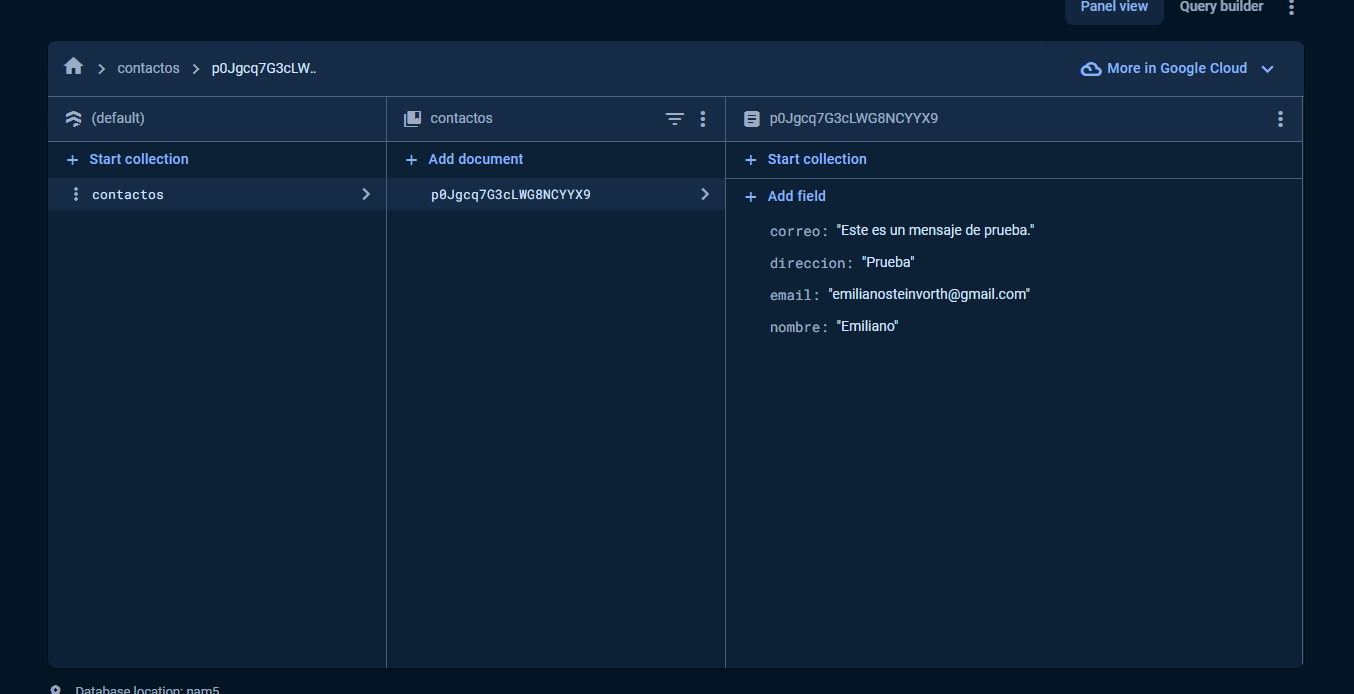 Panel view Query builder
contactos p0Jgcq7G3cLW.. More in Google Cloud
(default) contactos p0Jgcq7G3cLWG8NCYYX9
+ Start collection + Add document + Start collection
contactos p0Jgcq7G3cLWG8NCYYX9
+ Add field
correo: "Este es un mensaje de prueba."
direccion: "Prueba"
email: "emilianosteinvorth@gmail.com"
nombre: "Emiliano"
Database location: nam5